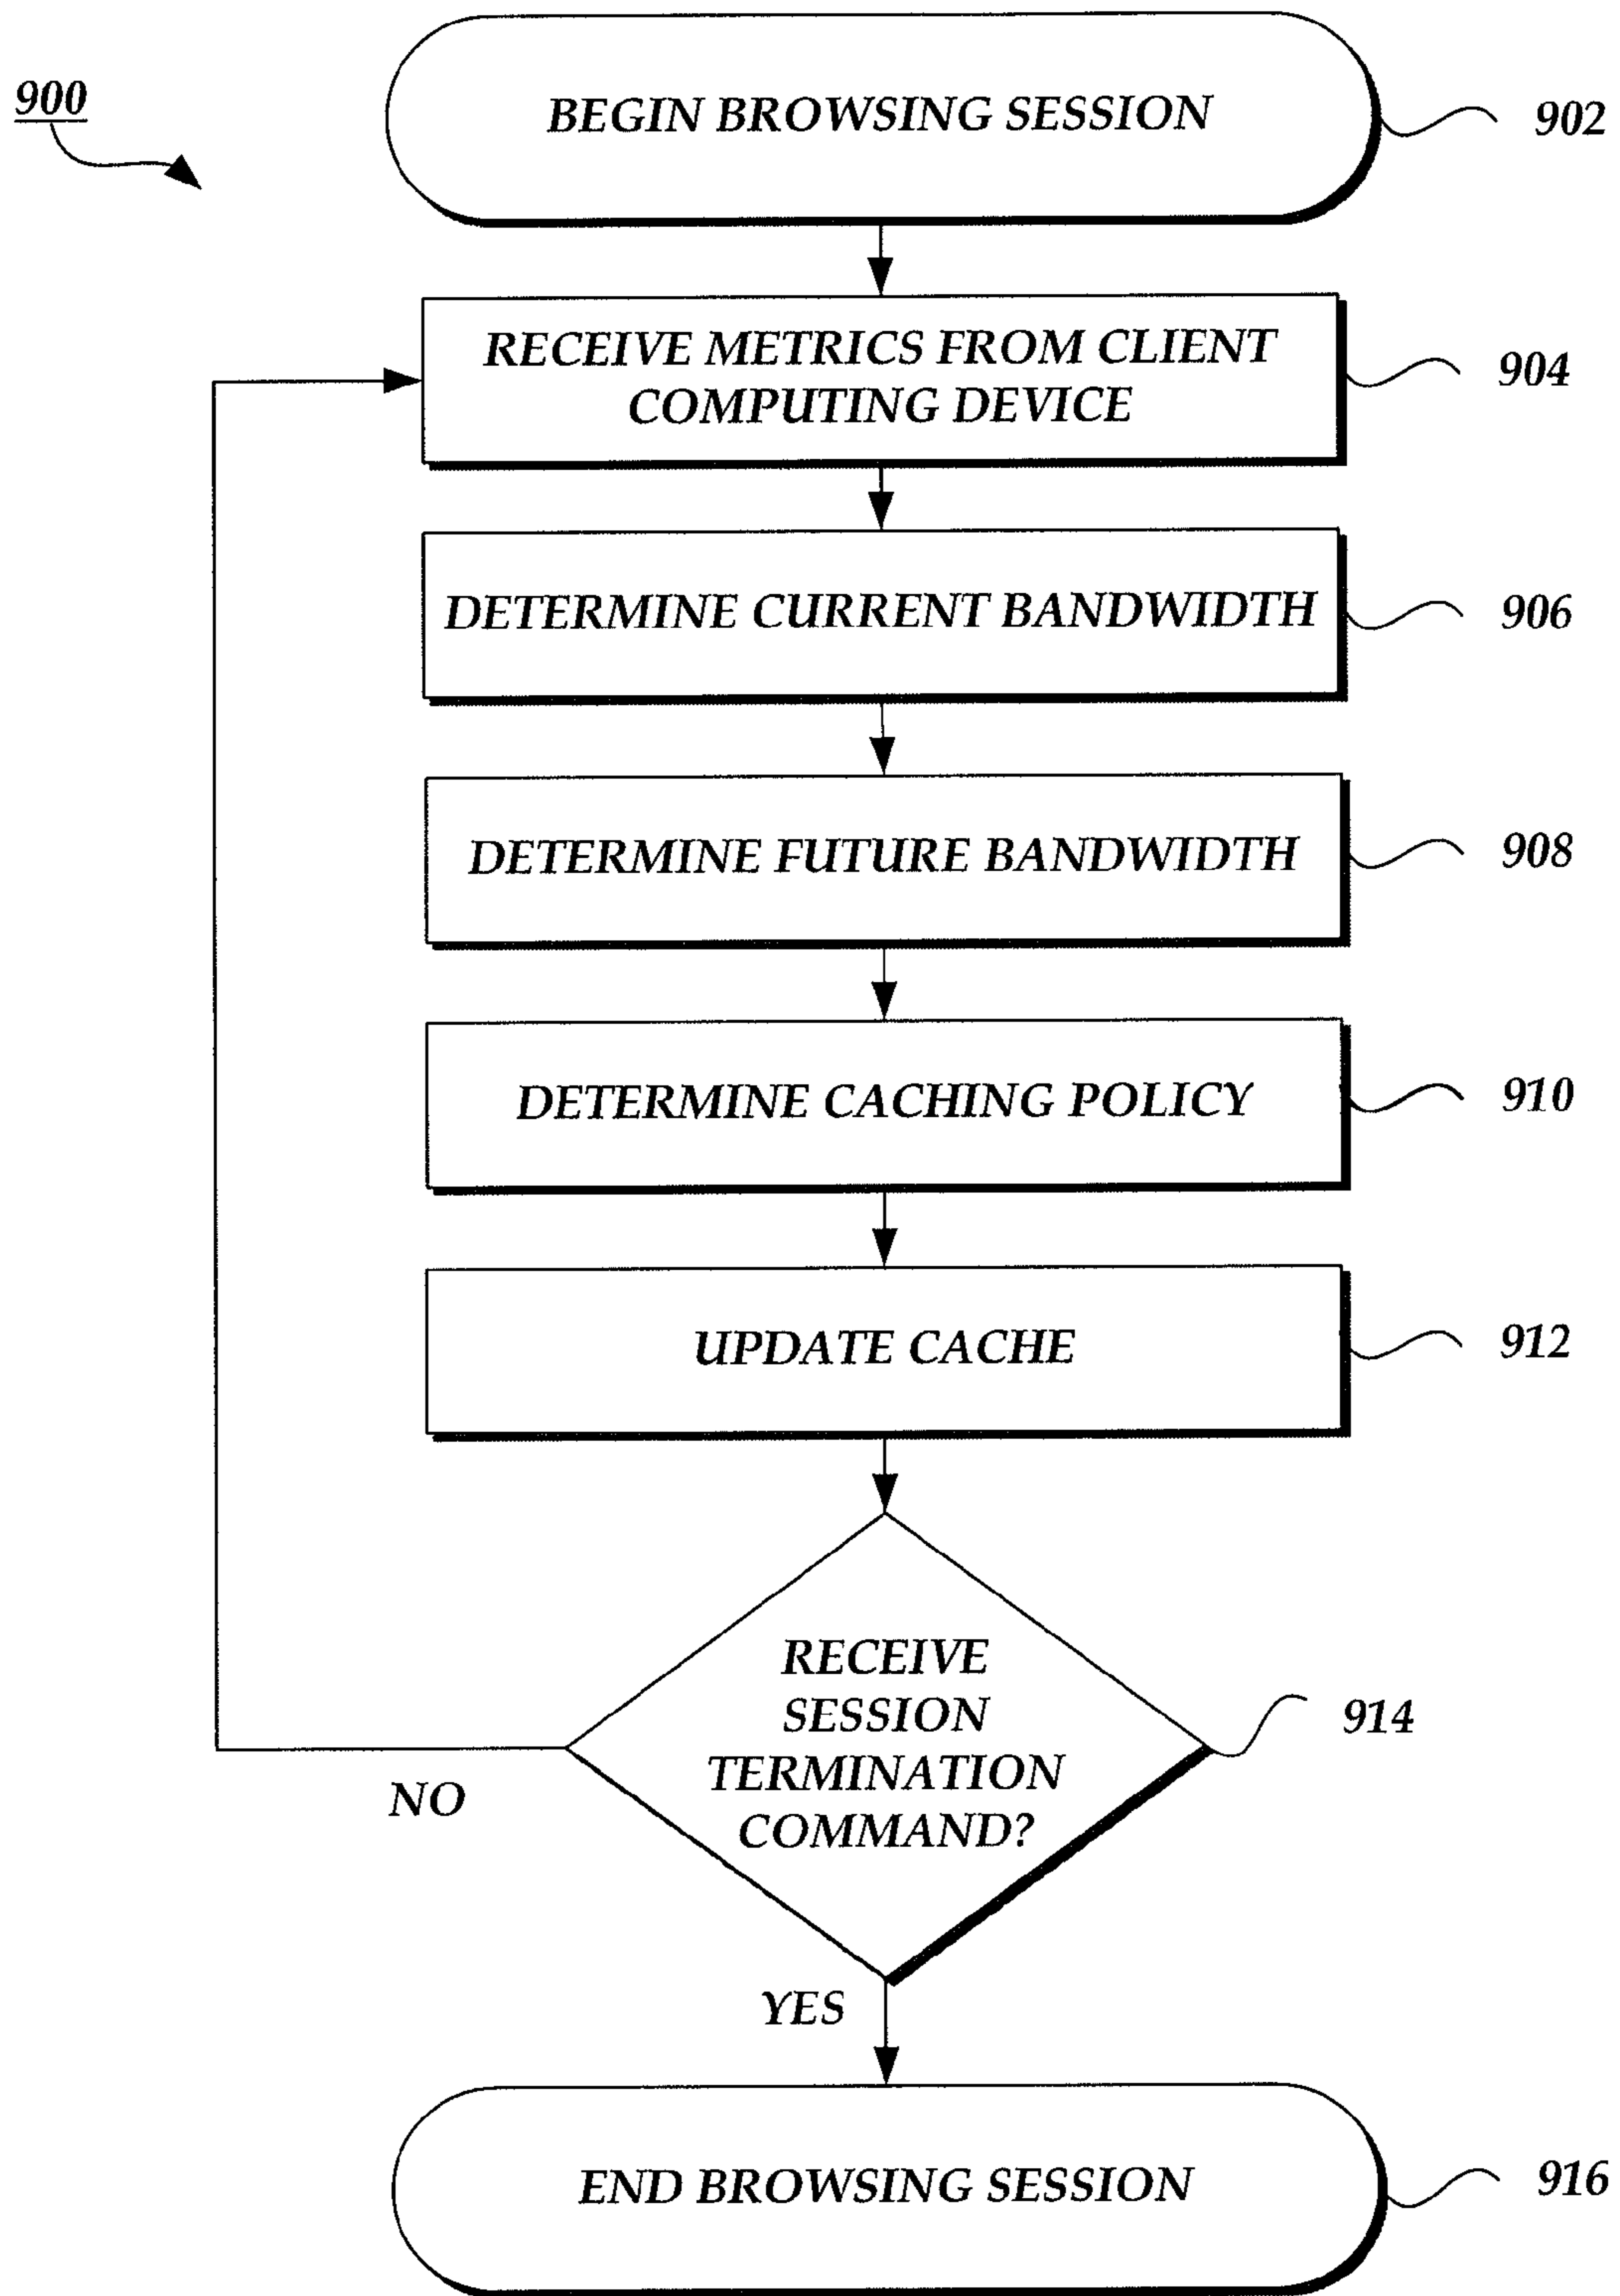 900
BEGIN BROWSING SESSION
902
RECEIVE METRICS FROM CLIENT
COMPUTING DEVICE
904
DETERMINE CURRENT BANDWIDTH
906
DETERMINE FUTURE BANDWIDTH
908
DETERMINE CACHING POLICY
910
UPDATE CACHE
912
RECEIVE
SESSION
TERMINATION
COMMAND?
914
NO
YES
END BROWSING SESSION
916